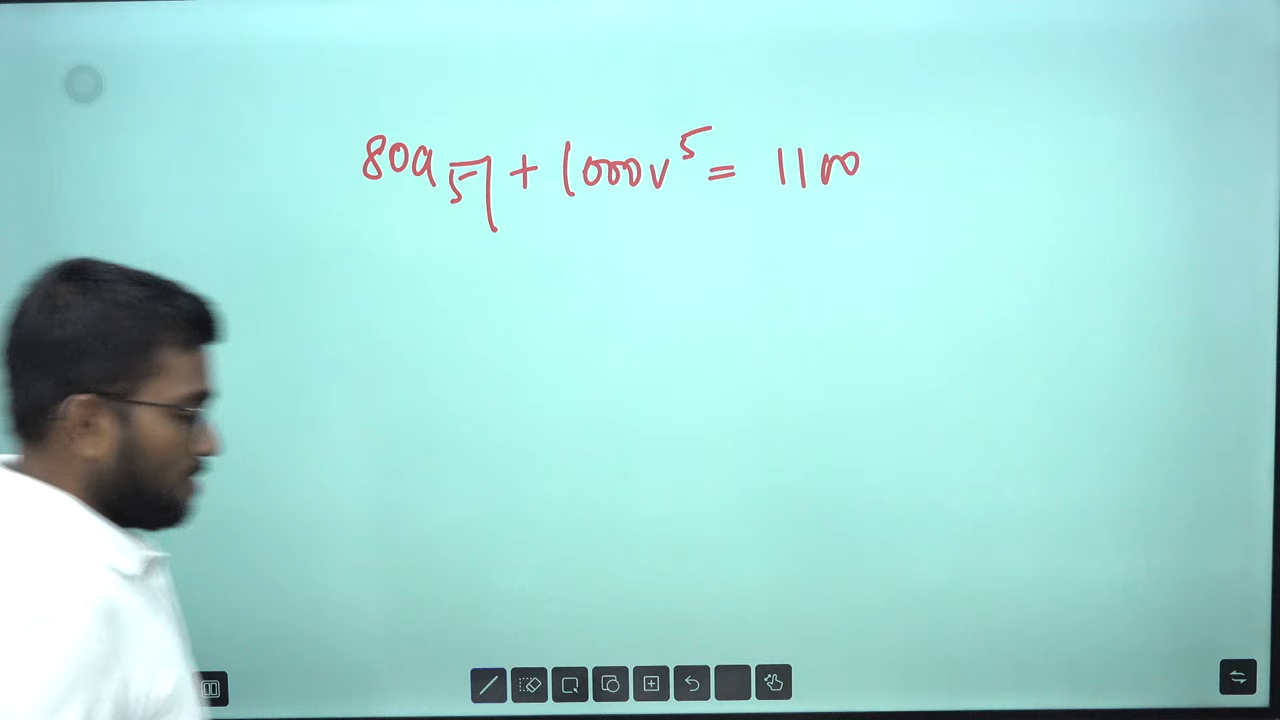 80a5̅| + 1000v⁵ = 1100